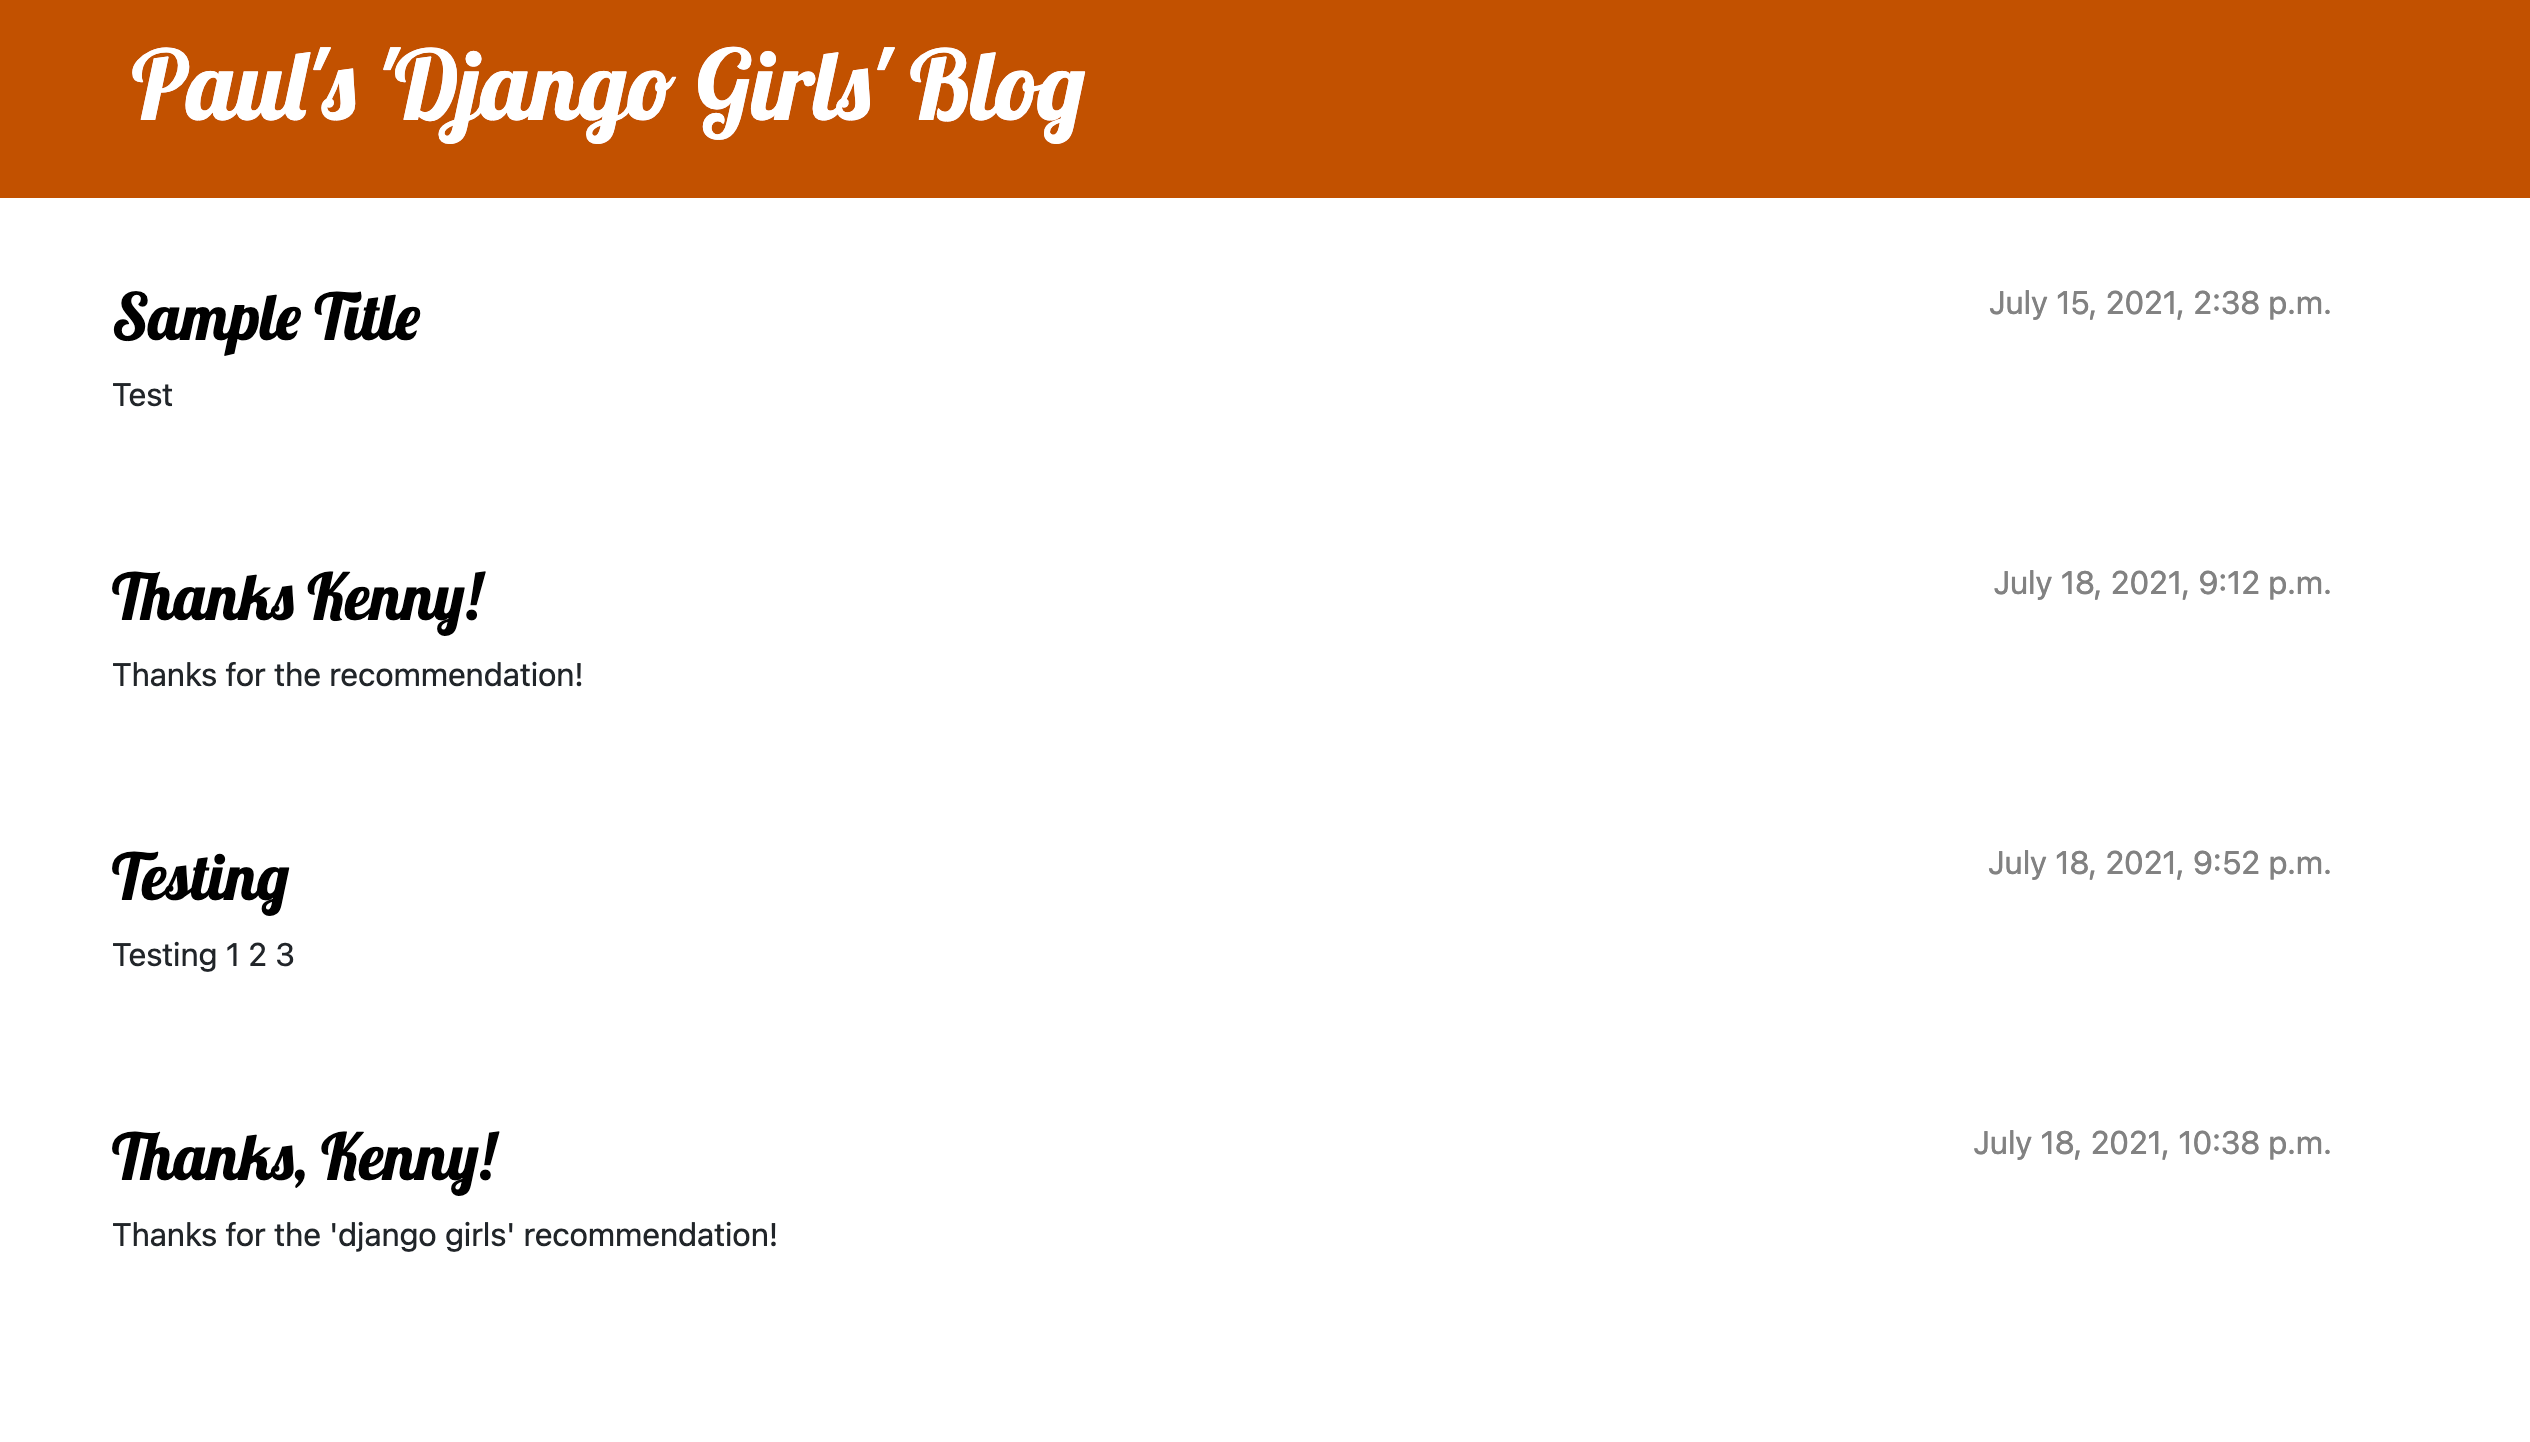 Paul's 'Django Girls' Blog
Sample Title
July 15, 2021, 2:38 p.m.
Test
Thanks Kenny!
July 18, 2021, 9:12 p.m.
Thanks for the recommendation!
Testing
July 18, 2021, 9:52 p.m.
Testing 1 2 3
Thanks, Kenny!
July 18, 2021, 10:38 p.m.
Thanks for the 'django girls' recommendation!